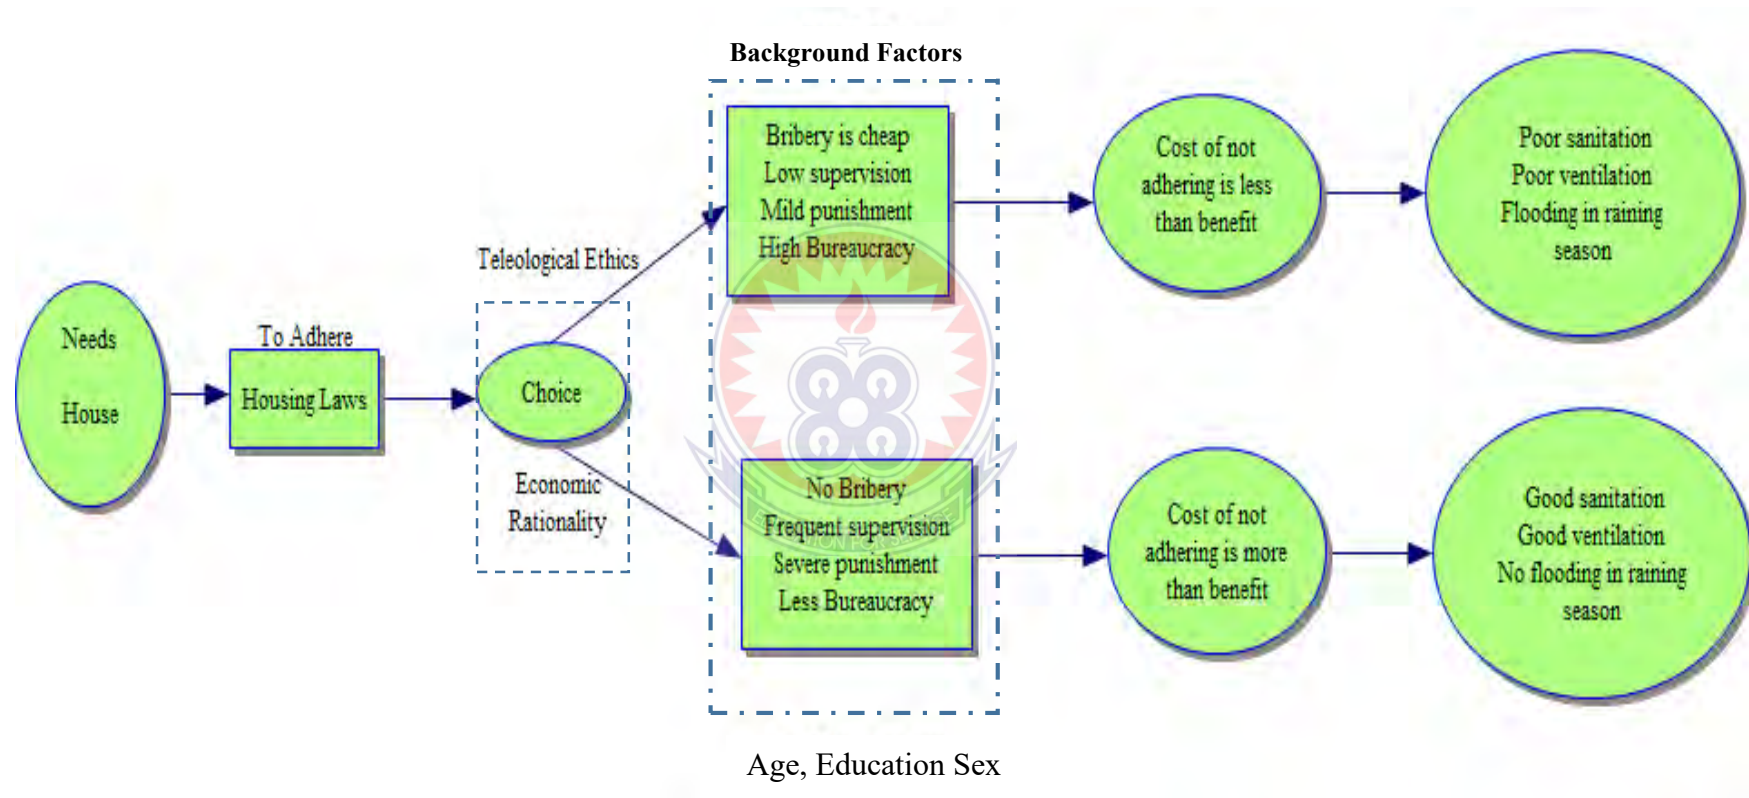 Background Factors
Bribery is cheap
Low supervision
Mild punishment
High Bureaucracy
Cost of not
adhering is less
than benefit
Poor sanitation
Poor ventilation
Flooding in raining
season
Teleological Ethics
Needs
House
To Adhere
Housing Laws
Choice
Economic
Rationality
No Bribery
Frequent supervision
Severe punishment
Less Bureaucracy
Cost of not
adhering is more
than benefit
Good sanitation
Good ventilation
No flooding in raining
season
Age, Education Sex